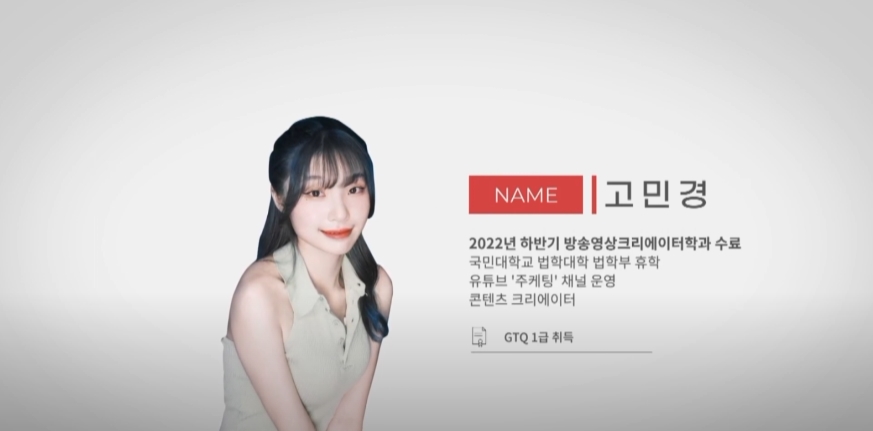 NAME
고민경
2022년 하반기 방송영상크리에이터학과 수료
국민대학교 법학대학 법학부 휴학
유튜브 '주케팅' 채널 운영
콘텐츠 크리에이터
GTQ 1급 취득